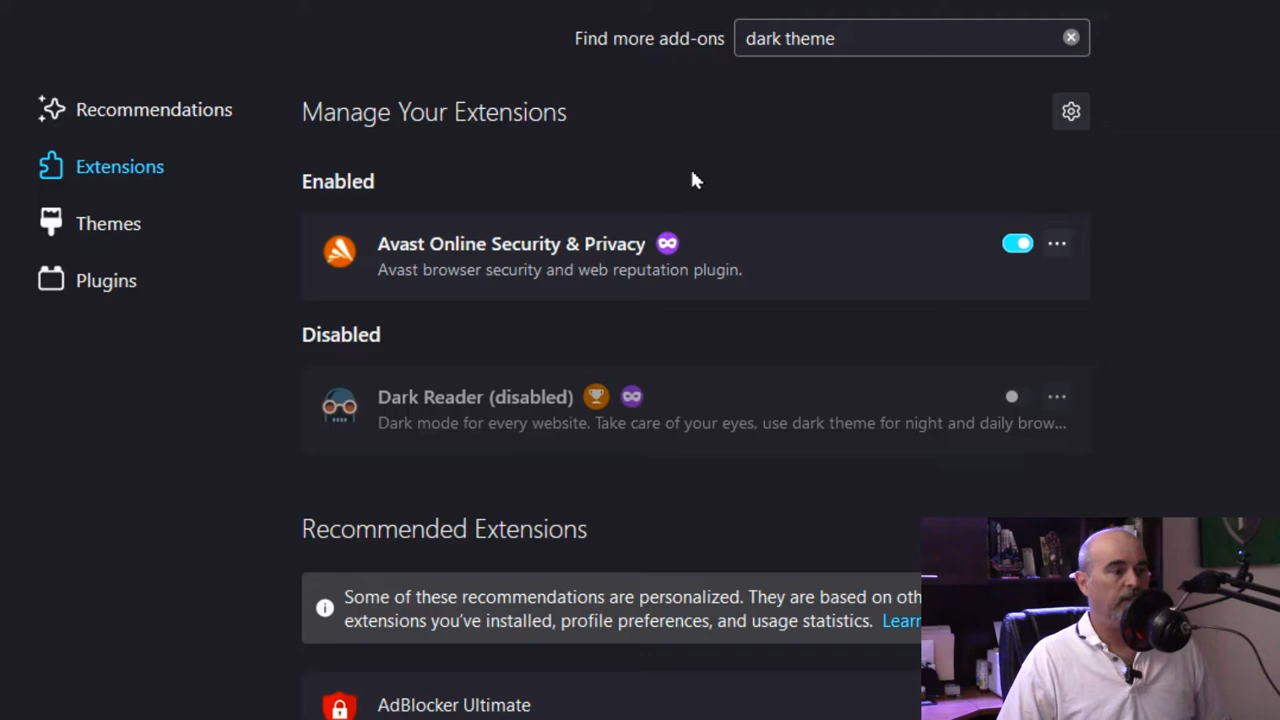 Find more add-ons
dark theme
Recommendations
Extensions
Themes
Plugins
Manage Your Extensions
Enabled
Avast Online Security & Privacy
Avast browser security and web reputation plugin.
Disabled
Dark Reader (disabled)
Dark mode for every website. Take care of your eyes, use dark theme for night and daily brow...
Recommended Extensions
Some of these recommendations are personalized. They are based on oth
extensions you've installed, profile preferences, and usage statistics. Learn
AdBlocker Ultimate